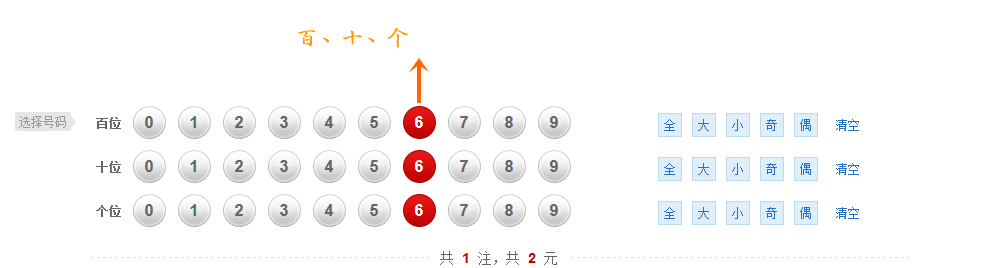 百、十、个
选择号码 百位 0 1 2 3 4 5 6 7 8 9 全 大 小 奇 偶 清空
十位 0 1 2 3 4 5 6 7 8 9 全 大 小 奇 偶 清空
个位 0 1 2 3 4 5 6 7 8 9 全 大 小 奇 偶 清空
共 1 注，共 2 元